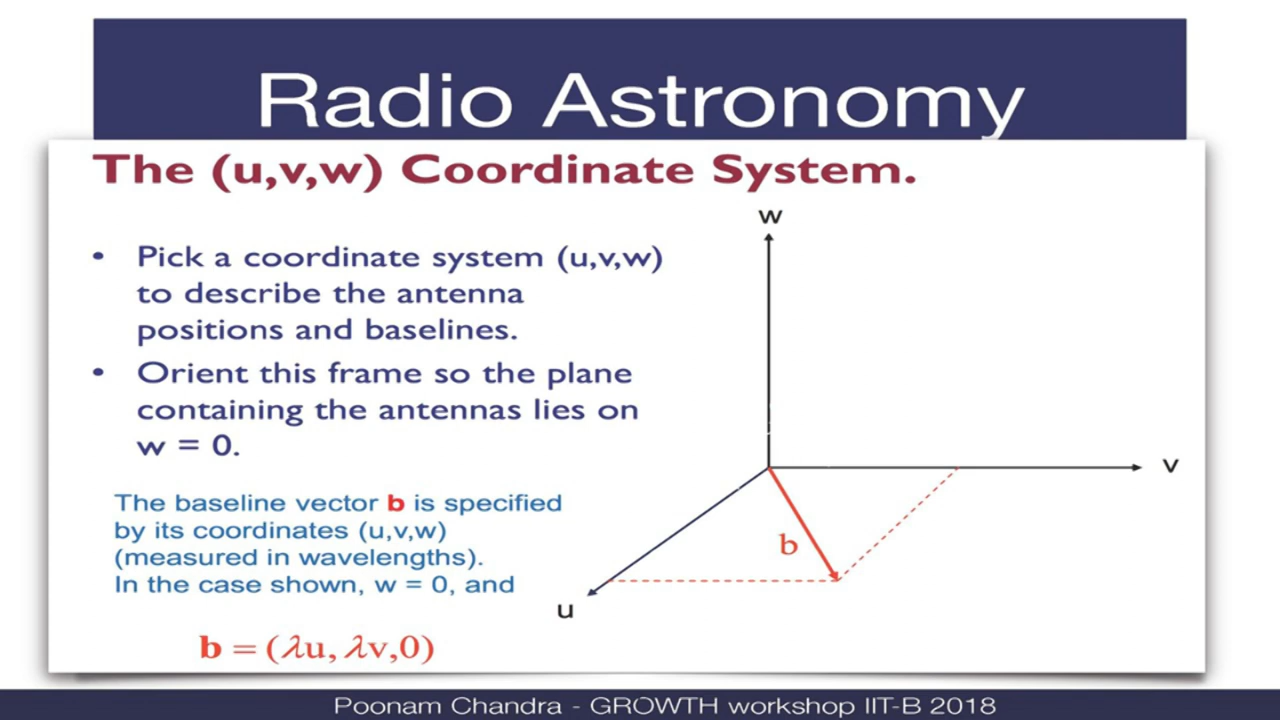 Radio Astronomy
The (u,v,w) Coordinate System.
• Pick a coordinate system (u,v,w)
to describe the antenna
positions and baselines.
• Orient this frame so the plane
containing the antennas lies on
w = 0.
The baseline vector b is specified
by its coordinates (u,v,w)
(measured in wavelengths).
In the case shown, w = 0, and
b = (λu, λv,0)
w
v
b
u
Poonam Chandra - GROWTH workshop IIT-B 2018